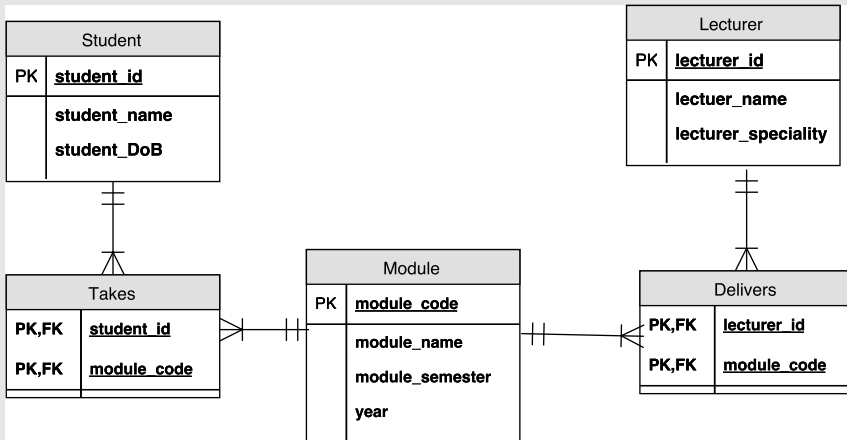 Student
PK student_id
student_name
student_DoB
Lecturer
PK lecturer_id
lectuer_name
lecturer_speciality
Takes
PK,FK student_id
PK,FK module_code
Module
PK module_code
module_name
module_semester
year
Delivers
PK,FK lecturer_id
PK,FK module_code